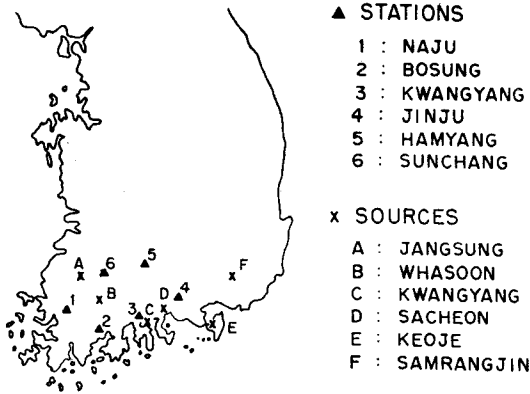 ▲ STATIONS
1 : NAJU
2 : BOSUNG
3 : KWANGYANG
4 : JINJU
5 : HAMYANG
6 : SUNCHANG
x SOURCES
A : JANGSUNG
B : WHASOON
C : KWANGYANG
D : SACHEON
E : KEOJE
F : SAMRANGJIN
5
A
6
F
B
D
4
1
3
C
2
E